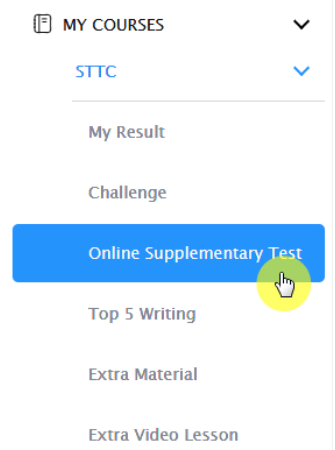 MY COURSES
STTC
My Result
Challenge
Online Supplementary Test
Top 5 Writing
Extra Material
Extra Video Lesson